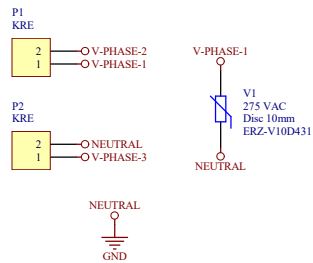 P1
KRE
2 V-PHASE-2
1 V-PHASE-1
P2
KRE
2 NEUTRAL
1 V-PHASE-3
V-PHASE-1
V1
275 VAC
Disc 10mm
ERZ-V10D431
NEUTRAL
NEUTRAL
GND